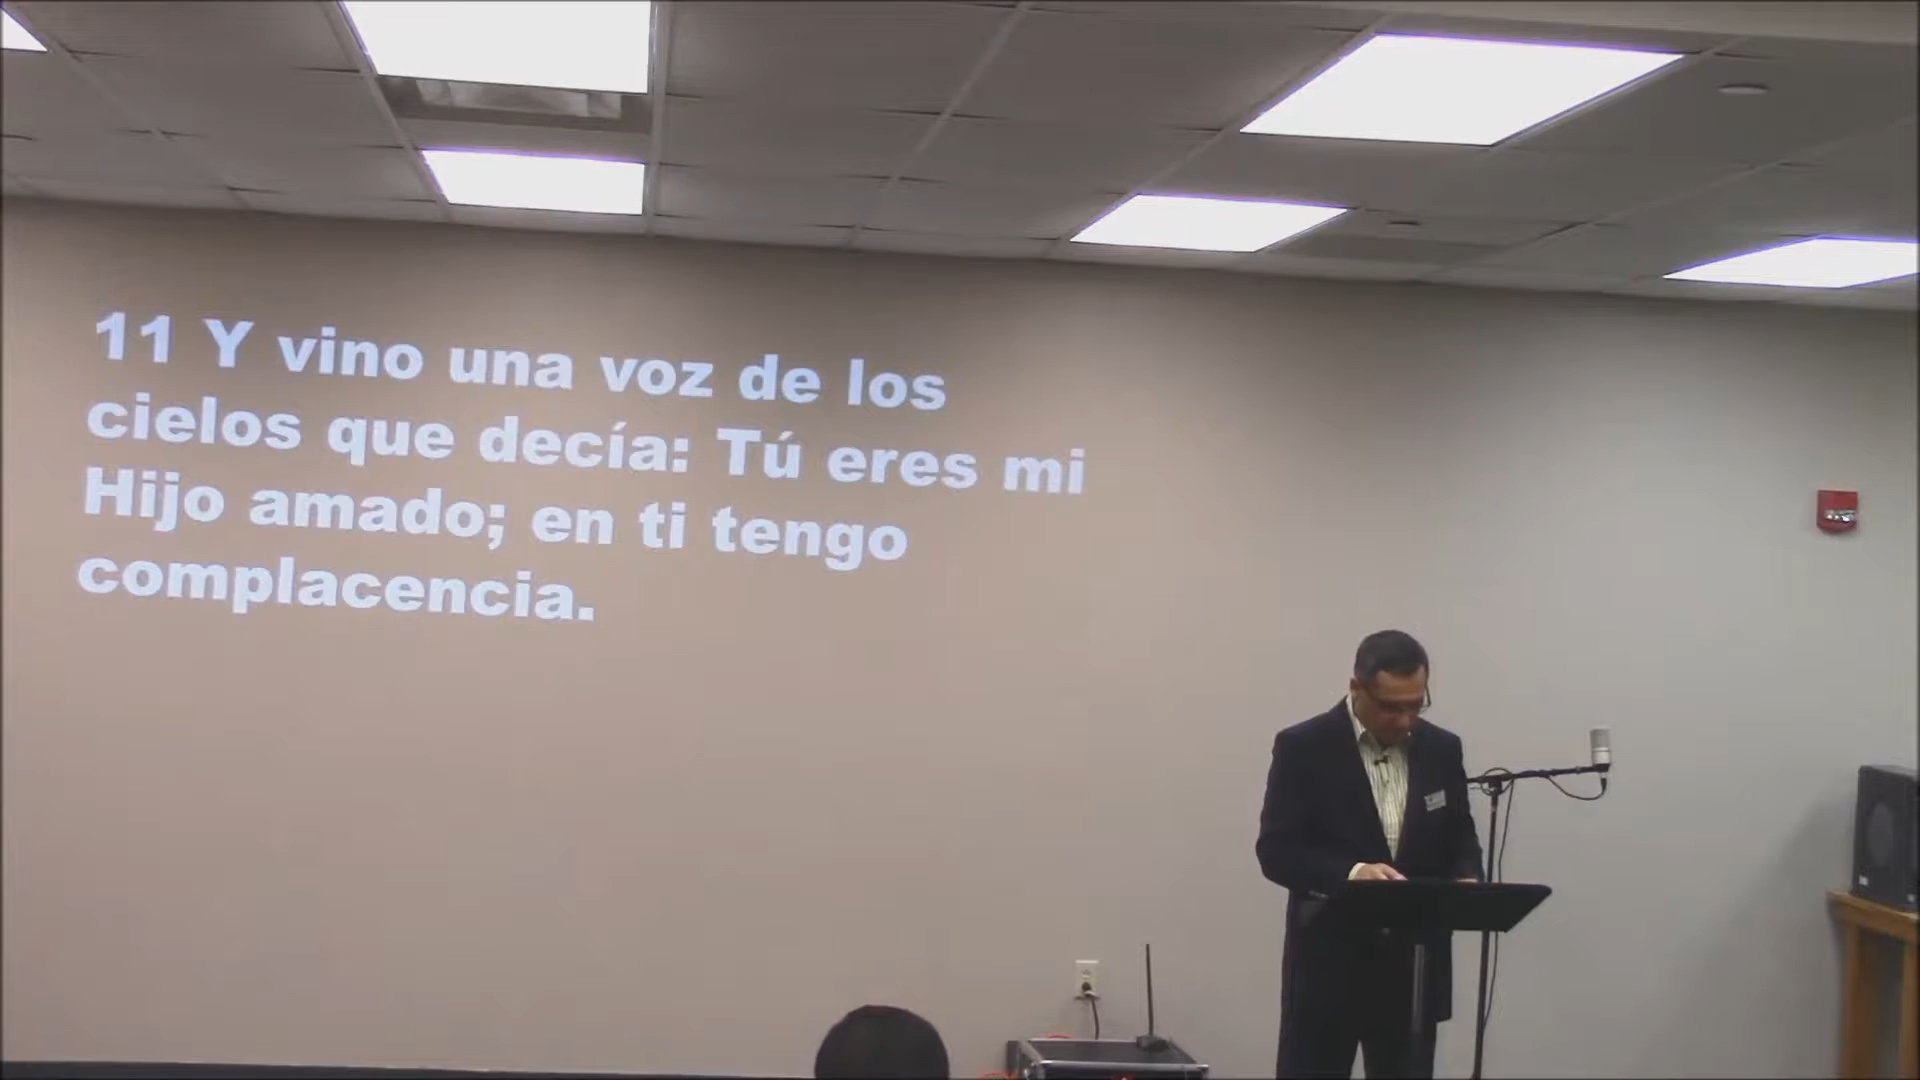 11 Y vino una voz de los
cielos que decía: Tú eres mi
Hijo amado; en ti tengo
complacencia.